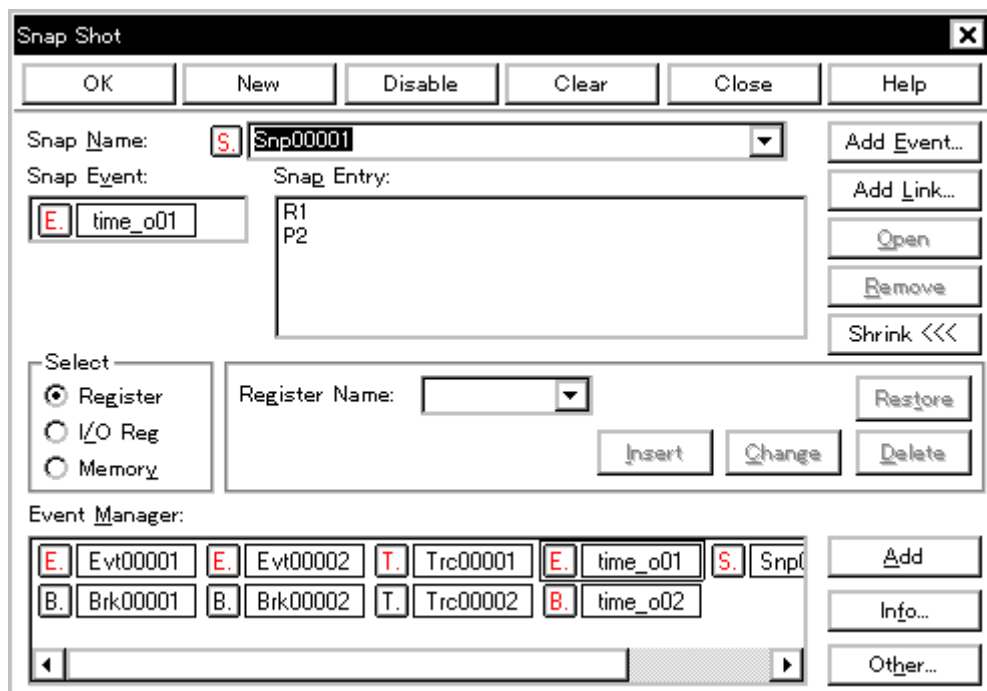 Snap Shot
OK New Disable Clear Close Help
Snap Name: S. Snp00001 Add Event...
Snap Event: Snap Entry: Add Link...
E. time_o01 R1
P2 Open
Remove
Shrink <<<
Select
Register Register Name: Restore
I/O Reg
Memory Insert Change Delete
Event Manager:
E. Evt00001 E. Evt00002 T. Trc00001 E. time_o01 S. Snp Add
B. Brk00001 B. Brk00002 T. Trc00002 B. time_o02 Info...
Other...